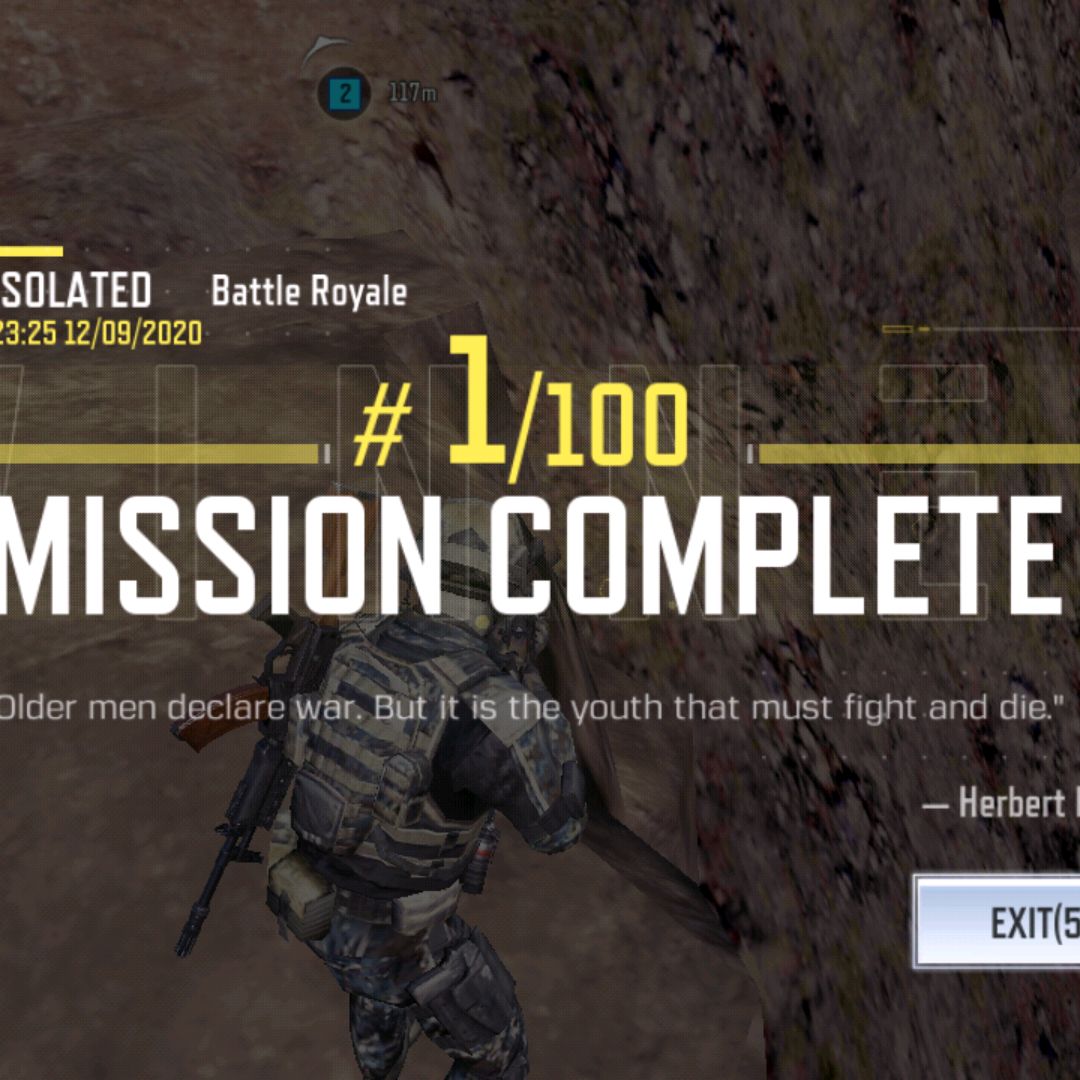 2 117m
SOLATED Battle Royale
23:25 12/09/2020
# 1/100
MISSION COMPLETE
Older men declare war. But it is the youth that must fight and die."
— Herbert
EXIT(5